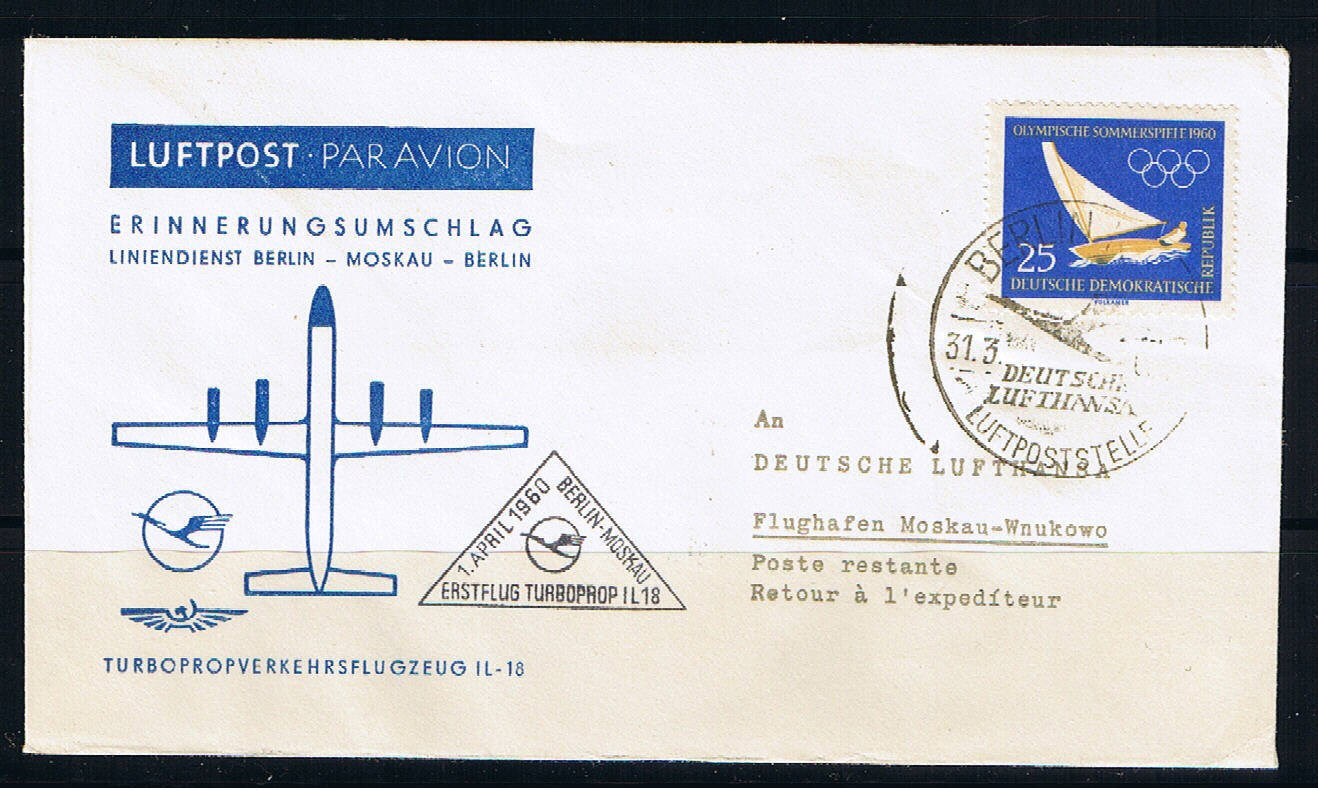 LUFTPOST · PAR AVION
ERINNERUNGSUMSCHLAG
LINIENDIENST BERLIN – MOSKAU – BERLIN
1. APRIL 1960
BERLIN-MOSKAU
ERSTFLUG TURBOPROP IL 18
TURBOPROPVERKEHRSFLUGZEUG IL-18
OLYMPISCHE SOMMERSPIELE 1960
25
DEUTSCHE DEMOKRATISCHE
REPUBLIK
VOLKAMER
BERLIN
31.3.
DEUTSCHE
LUFTHANSA
LUFTPOSTSTELLE
An
DEUTSCHE LUFTHANSA
Flughafen Moskau-Wnukowo
Poste restante
Retour à l'expediteur